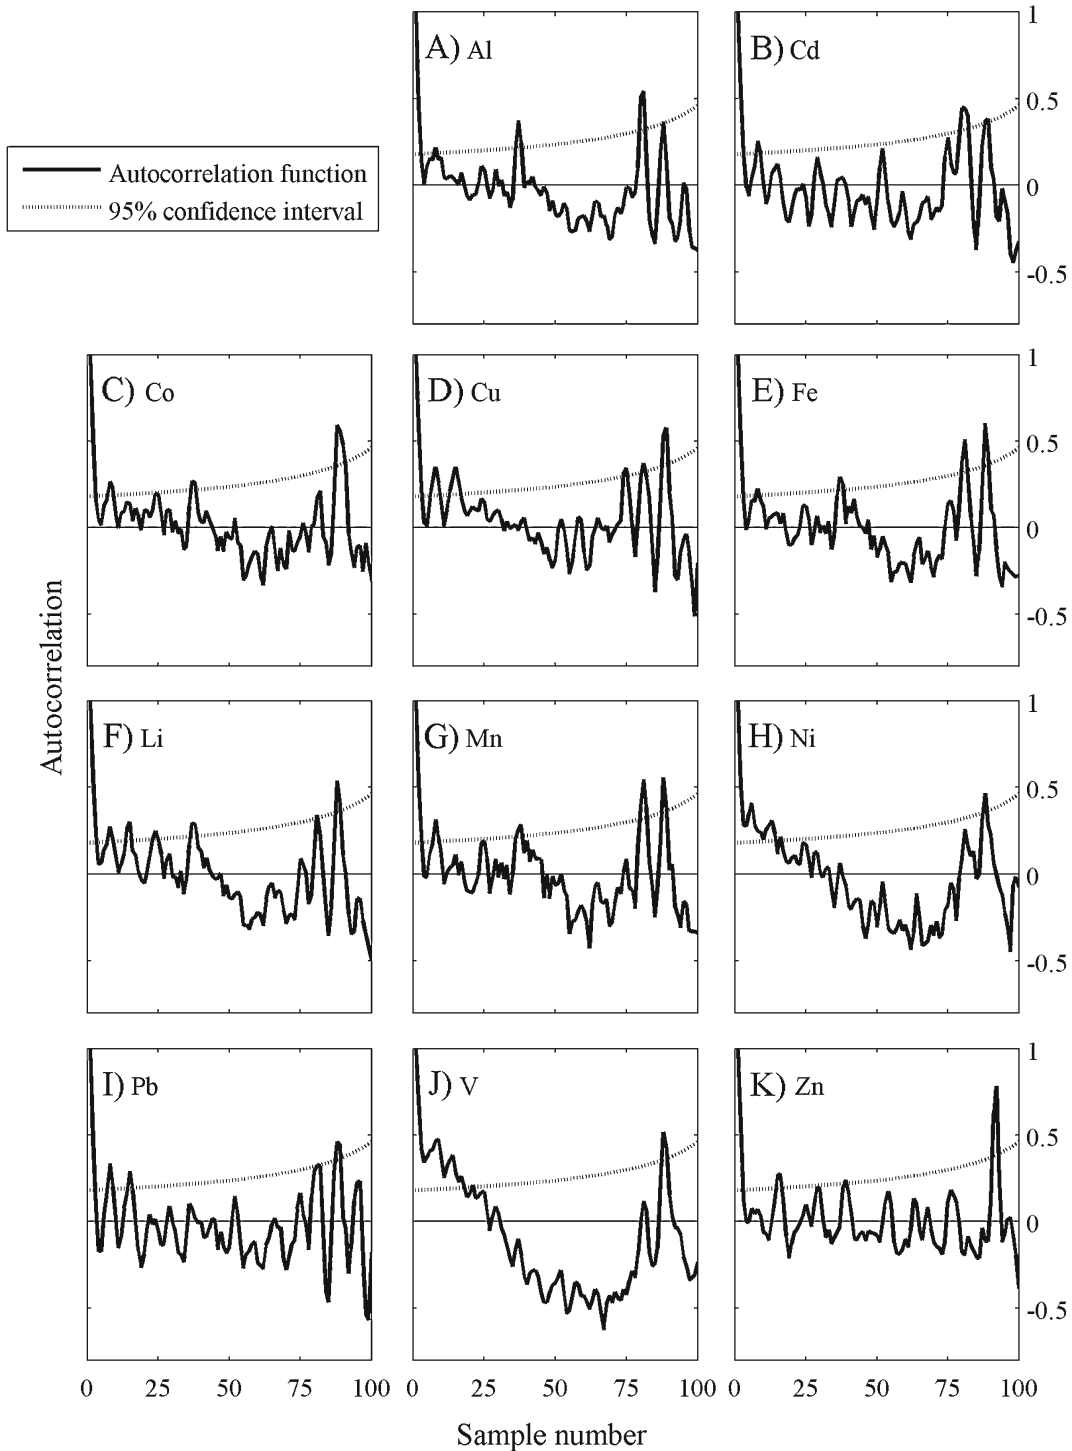 A) Al
B) Cd
1
0.5
0
-0.5
Autocorrelation function
95% confidence interval
C) Co
D) Cu
E) Fe
1
0.5
0
-0.5
Autocorrelation
F) Li
G) Mn
H) Ni
1
0.5
0
-0.5
I) Pb
J) V
K) Zn
1
0.5
0
-0.5
0 25 50 75 100
0 25 50 75 100
0 25 50 75 100
Sample number